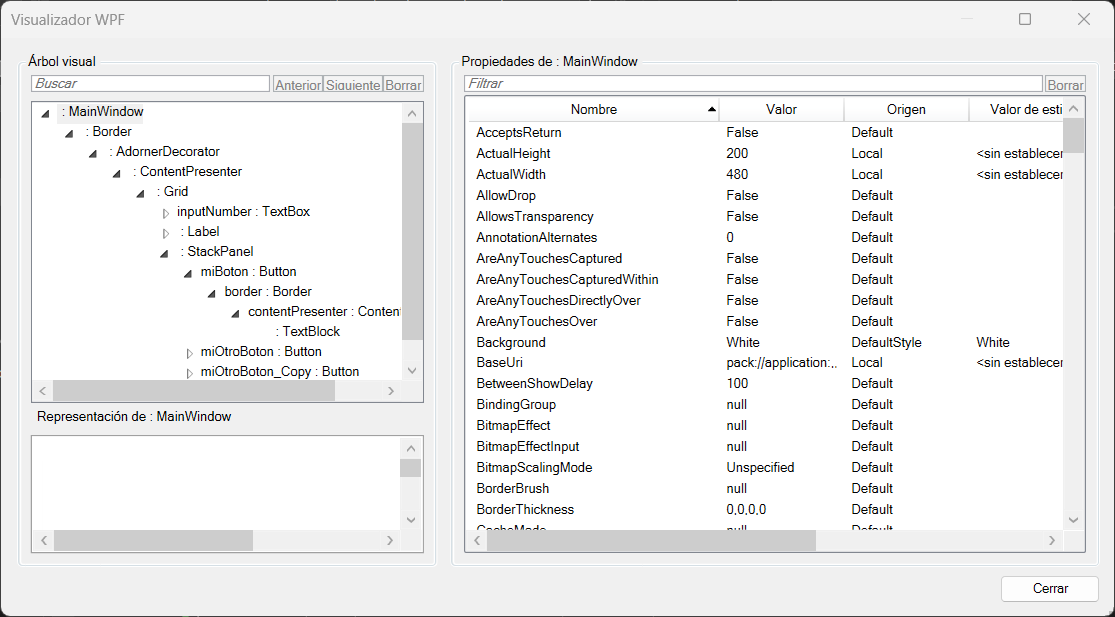 Visualizador WPF
Árbol visual
Buscar
Anterior Siguiente Borrar
: MainWindow
: Border
: AdornerDecorator
: ContentPresenter
: Grid
inputNumber : TextBox
: Label
: StackPanel
miBoton : Button
border : Border
contentPresenter : Conten
: TextBlock
miOtroBoton : Button
miOtroBoton_Copy : Button
Representación de : MainWindow
Propiedades de : MainWindow
Filtrar
Borrar
Nombre Valor Origen Valor de esti
AcceptsReturn False Default
ActualHeight 200 Local <sin establecer
ActualWidth 480 Local <sin establecer
AllowDrop False Default
AllowsTransparency False Default
AnnotationAlternates 0 Default
AreAnyTouchesCaptured False Default
AreAnyTouchesCapturedWithin False Default
AreAnyTouchesDirectlyOver False Default
AreAnyTouchesOver False Default
Background White DefaultStyle White
BaseUri pack://application:,, Local <sin establecer
BetweenShowDelay 100 Default
BindingGroup null Default
BitmapEffect null Default
BitmapEffectInput null Default
BitmapScalingMode Unspecified Default
BorderBrush null Default
BorderThickness 0,0,0,0 Default
CacheMode null Default
Cerrar